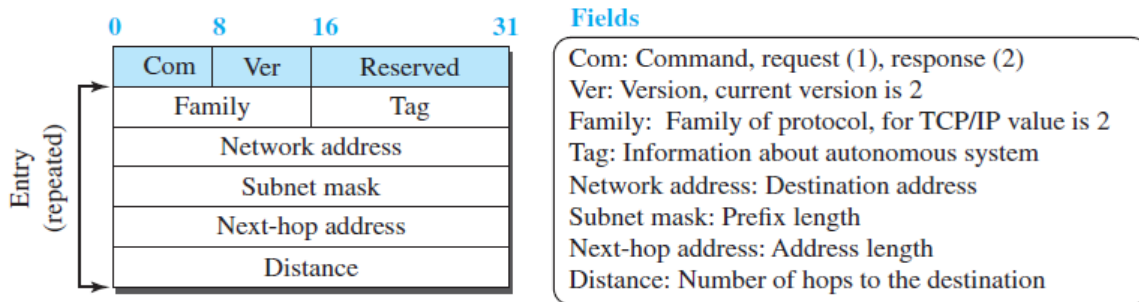 0 8 16 31
Com Ver Reserved
Family Tag
Network address
Subnet mask
Next-hop address
Distance
Entry
(repeated)
Fields
Com: Command, request (1), response (2)
Ver: Version, current version is 2
Family: Family of protocol, for TCP/IP value is 2
Tag: Information about autonomous system
Network address: Destination address
Subnet mask: Prefix length
Next-hop address: Address length
Distance: Number of hops to the destination